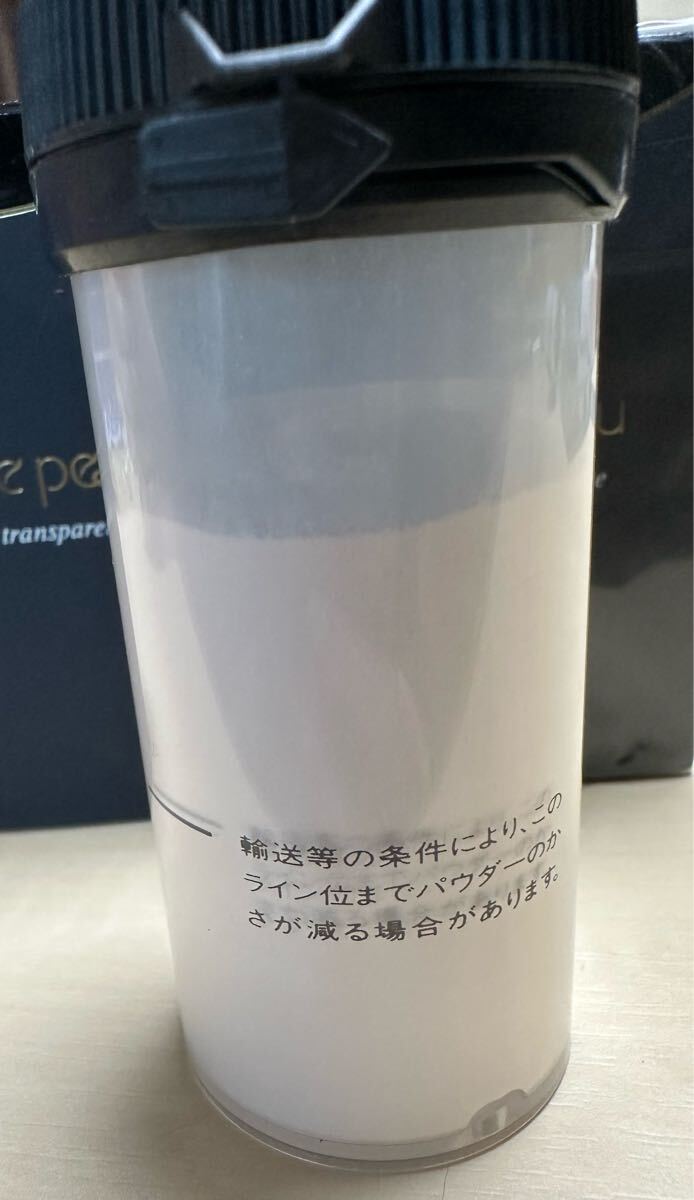 e pea
u
transpare
e
輸送等の条件により、この
ライン位までパウダーのか
さが減る場合があります。